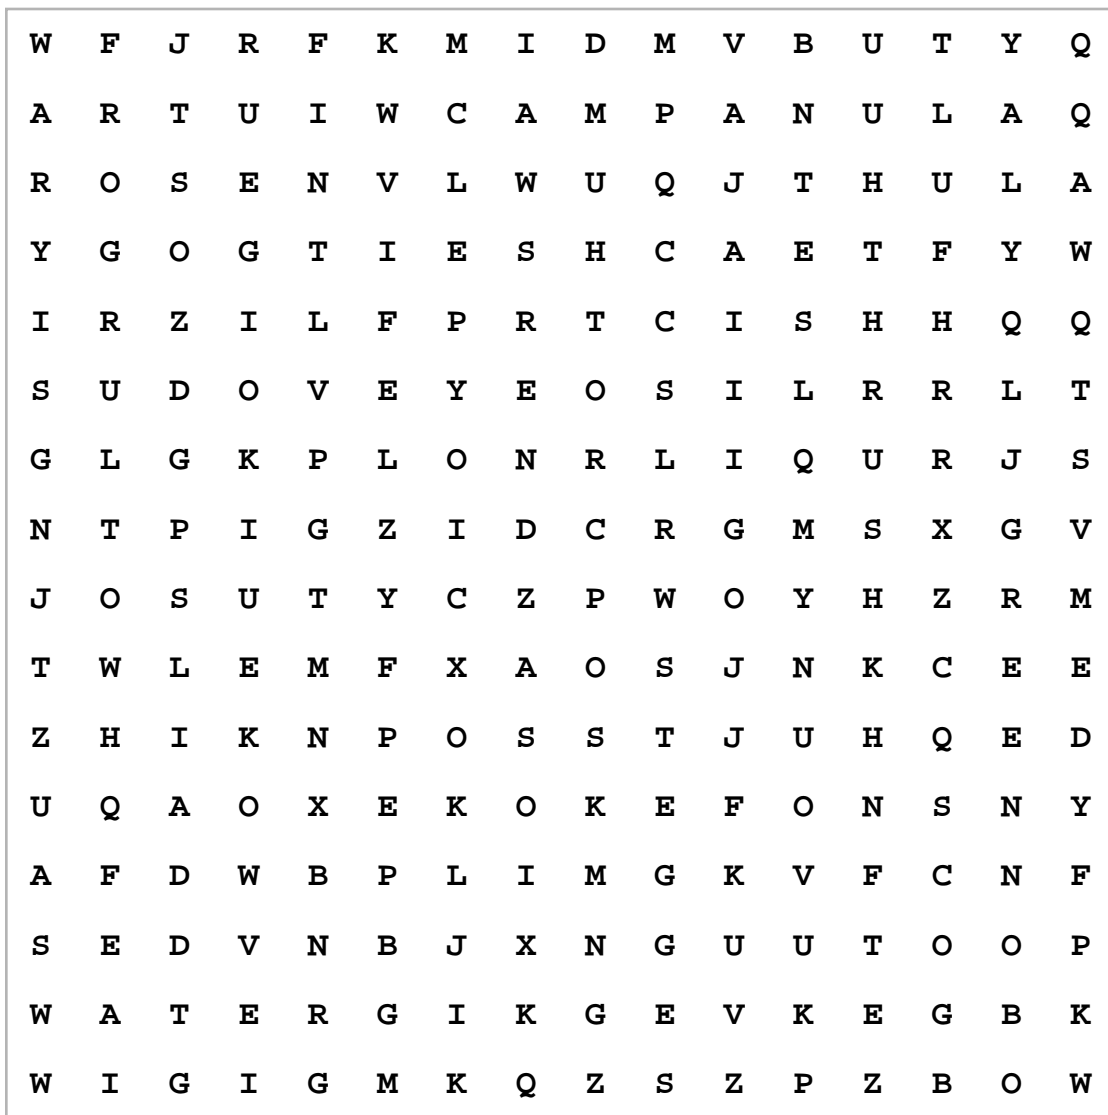 W F J R F K M I D M V B U T Y Q
A R T U I W C A M P A N U L A Q
R O S E N V L W U Q J T H U L A
Y G O G T I E S H C A E T F Y W
I R Z I L F P R T C I S H H Q Q
S U D O V E Y E O S I L R R L T
G L G K P L O N R L I Q U R J S
N T P I G Z I D C R G M S X G V
J O S U T Y C Z P W O Y H Z R M
T W L E M F X A O S J N K C E E
Z H I K N P O S S T J U H Q E D
U Q A O X E K O K E F O N S N Y
A F D W B P L I M G K V F C N F
S E D V N B J X N G U U T O O P
W A T E R G I K G E V K E G B K
W I G I G M K Q Z S Z P Z B O W